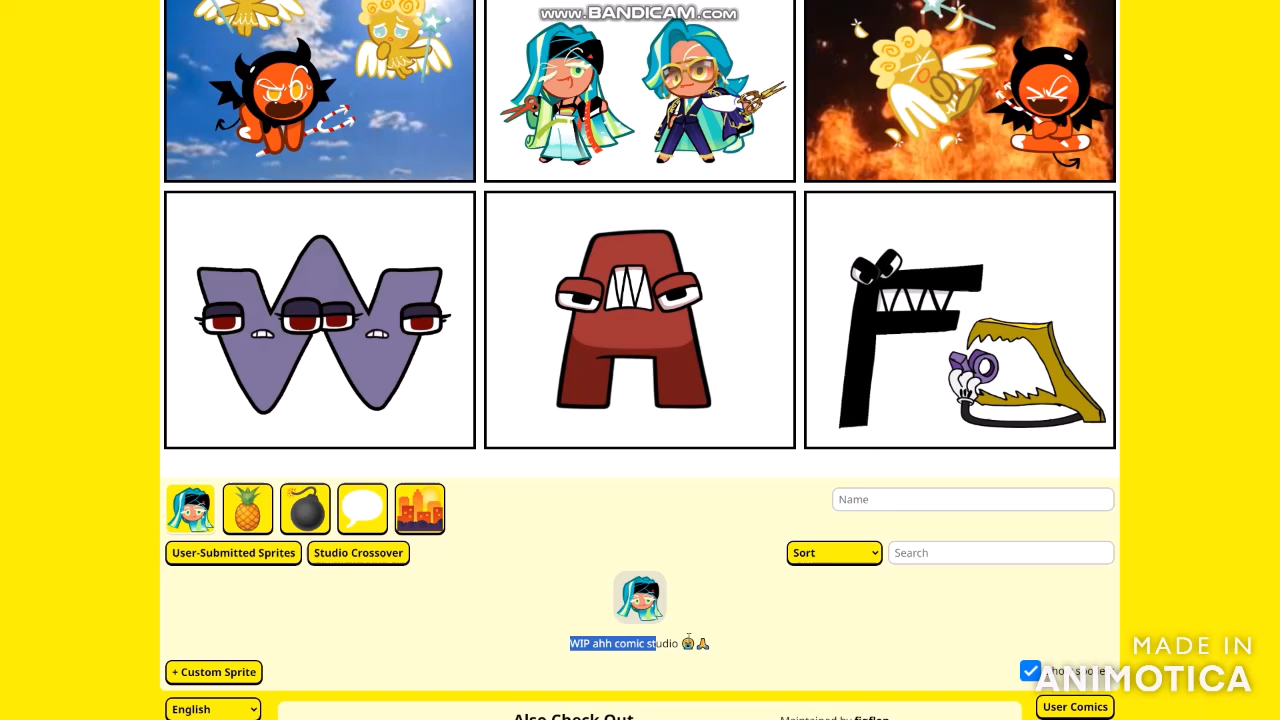 www.BANDICAM.com
Name
User-Submitted Sprites
Studio Crossover
Sort
Search
WIP ahh comic studio 😭🙏
+ Custom Sprite
MADE IN
ANIMOTICA
English
Also Check Out
Maintained by figflop
User Comics